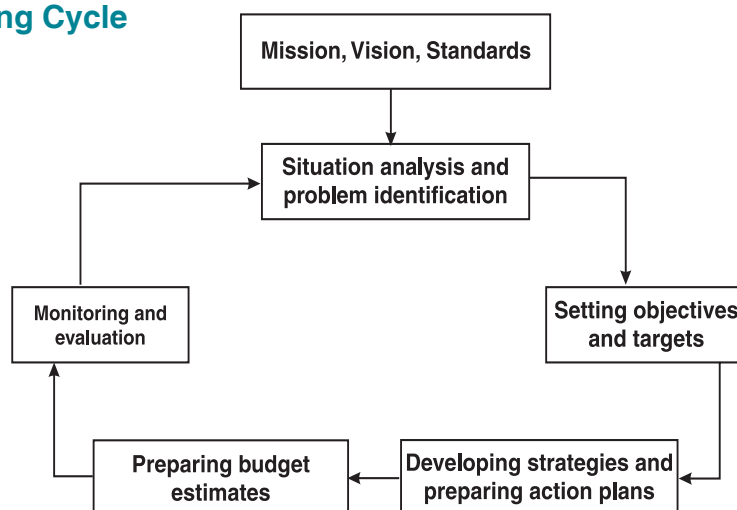 ng Cycle
Mission, Vision, Standards
Situation analysis and
problem identification
Monitoring and
evaluation
Setting objectives
and targets
Preparing budget
estimates
Developing strategies and
preparing action plans